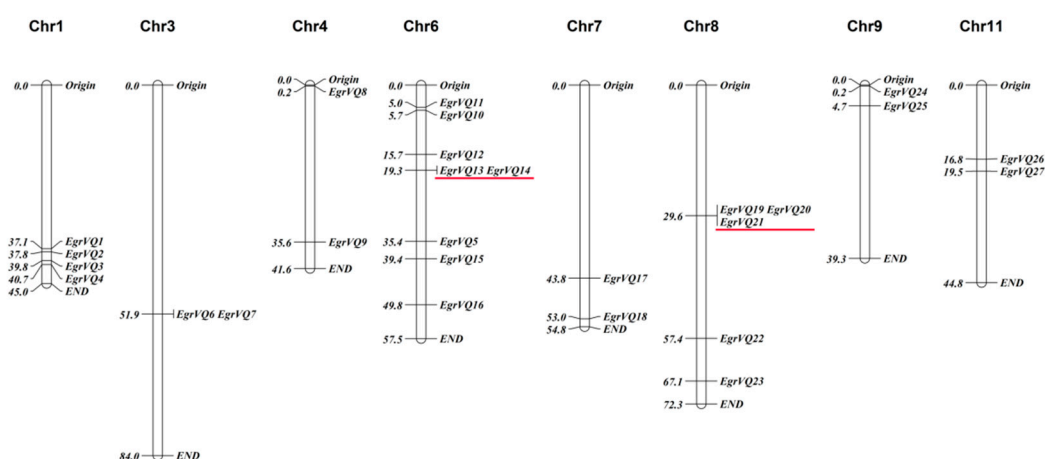 Chr1
Chr3
Chr4
Chr6
Chr7
Chr8
Chr9
Chr11
0.0 Origin
37.1 EgrVQ1
37.8 EgrVQ2
39.8 EgrVQ3
40.7 EgrVQ4
45.0 END
0.0 Origin
51.9 EgrVQ6 EgrVQ7
84.0 END
0.0 Origin
0.2 EgrVQ8
35.6 EgrVQ9
41.6 END
0.0 Origin
5.0 EgrVQ11
5.7 EgrVQ10
15.7 EgrVQ12
19.3 EgrVQ13 EgrVQ14
35.4 EgrVQ5
39.4 EgrVQ15
49.8 EgrVQ16
57.5 END
0.0 Origin
43.8 EgrVQ17
53.0 EgrVQ18
54.8 END
0.0 Origin
29.6 EgrVQ19 EgrVQ20
EgrVQ21
57.4 EgrVQ22
67.1 EgrVQ23
72.3 END
0.0 Origin
0.2 EgrVQ24
4.7 EgrVQ25
39.3 END
0.0 Origin
16.8 EgrVQ26
19.5 EgrVQ27
44.8 END